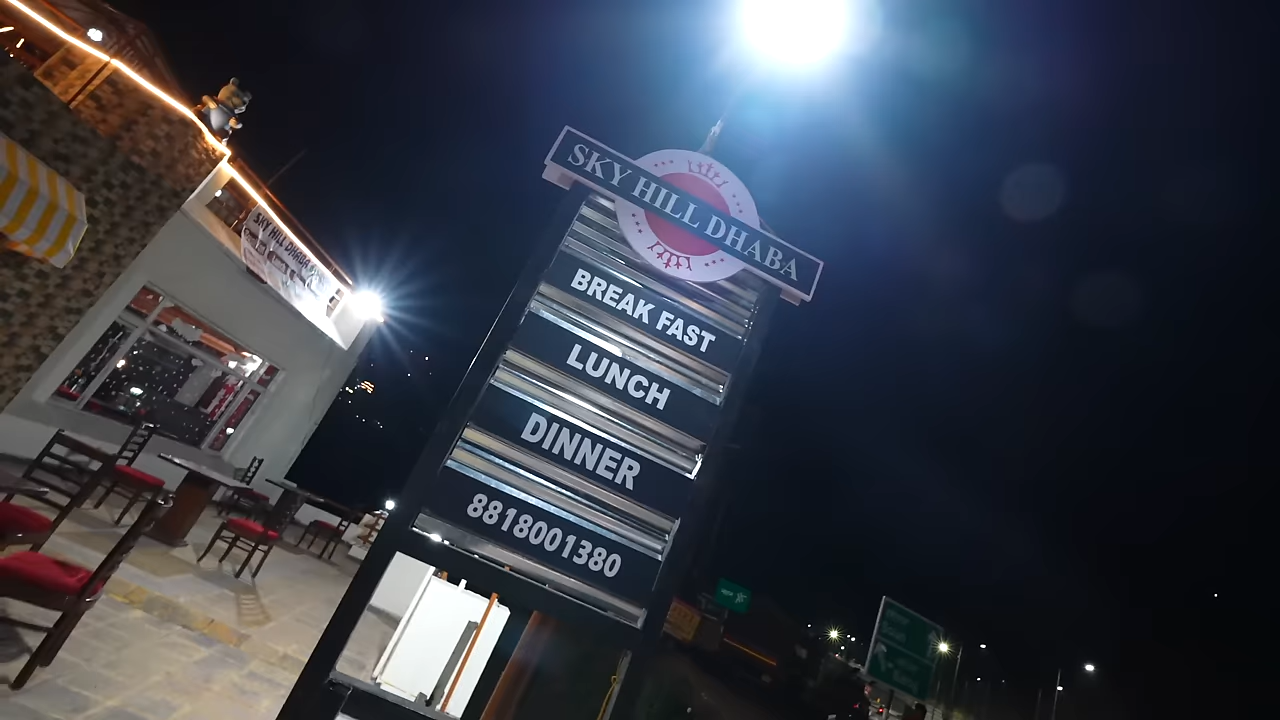 SKY HILL DHABA
BREAK FAST
LUNCH
DINNER
8818001380
SKY HILL DHABA